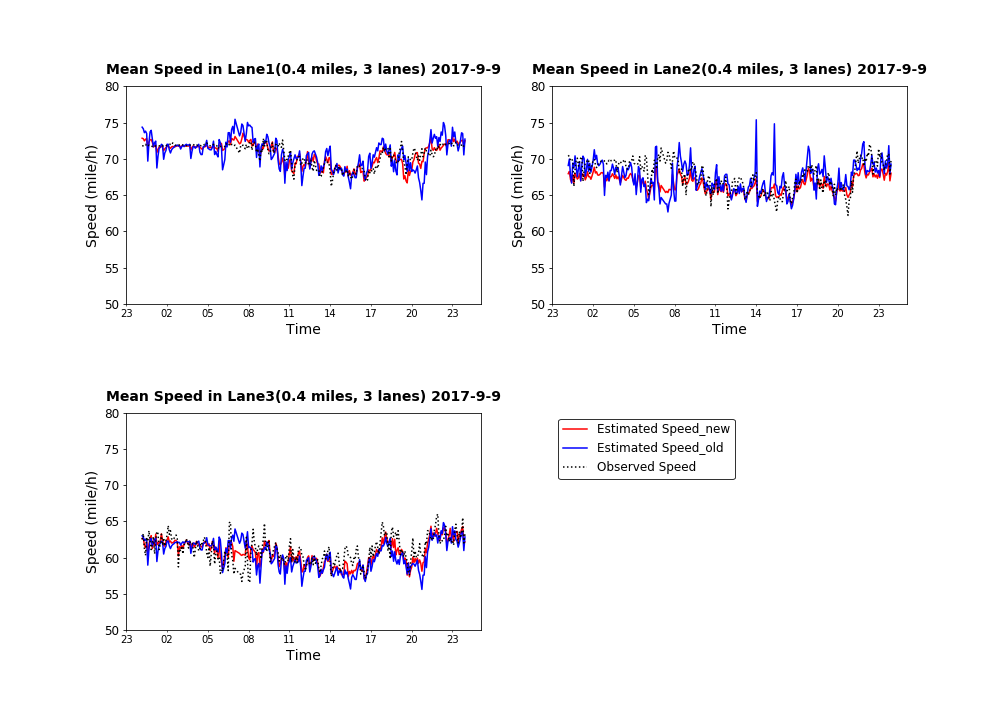 Mean Speed in Lane1(0.4 miles, 3 lanes) 2017-9-9
80
75
70
65
60
55
50
Speed (mile/h)
23 02 05 08 11 14 17 20 23
Time
Mean Speed in Lane2(0.4 miles, 3 lanes) 2017-9-9
80
75
70
65
60
55
50
Speed (mile/h)
23 02 05 08 11 14 17 20 23
Time
Mean Speed in Lane3(0.4 miles, 3 lanes) 2017-9-9
80
75
70
65
60
55
50
Speed (mile/h)
23 02 05 08 11 14 17 20 23
Time
Estimated Speed_new
Estimated Speed_old
Observed Speed